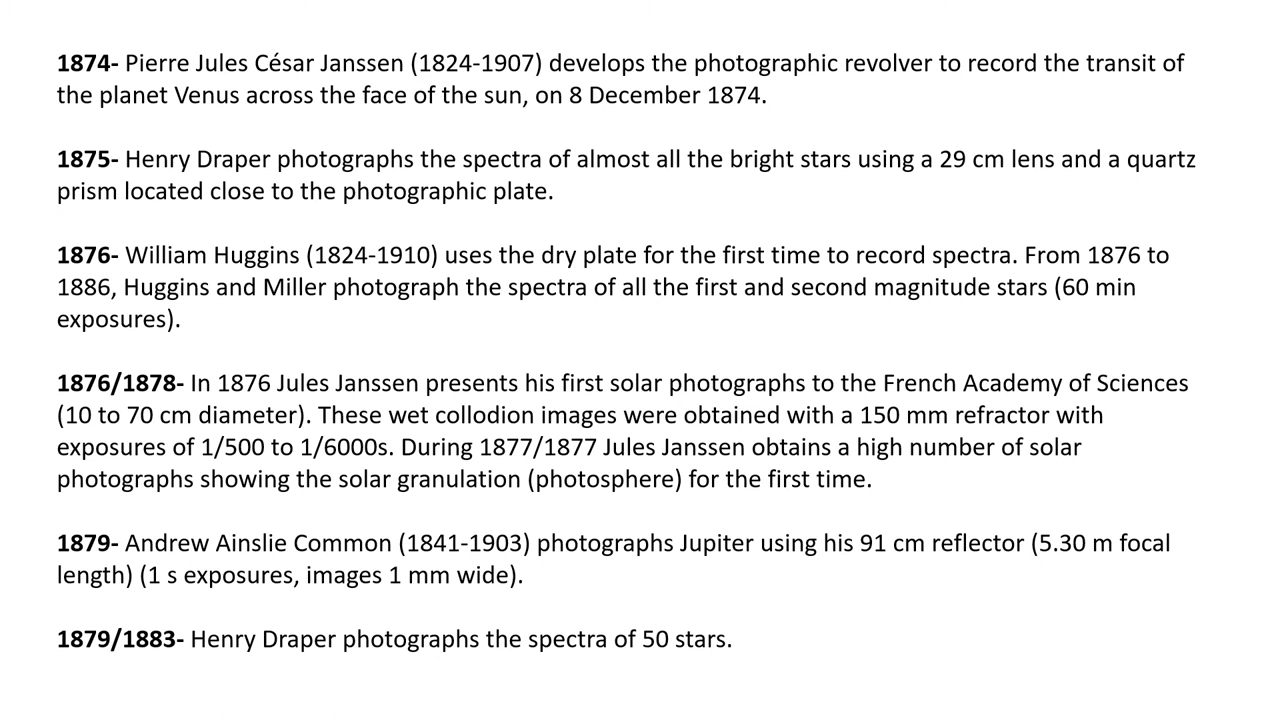 1874- Pierre Jules César Janssen (1824-1907) develops the photographic revolver to record the transit of
the planet Venus across the face of the sun, on 8 December 1874.
1875- Henry Draper photographs the spectra of almost all the bright stars using a 29 cm lens and a quartz
prism located close to the photographic plate.
1876- William Huggins (1824-1910) uses the dry plate for the first time to record spectra. From 1876 to
1886, Huggins and Miller photograph the spectra of all the first and second magnitude stars (60 min
exposures).
1876/1878- In 1876 Jules Janssen presents his first solar photographs to the French Academy of Sciences
(10 to 70 cm diameter). These wet collodion images were obtained with a 150 mm refractor with
exposures of 1/500 to 1/6000s. During 1877/1877 Jules Janssen obtains a high number of solar
photographs showing the solar granulation (photosphere) for the first time.
1879- Andrew Ainslie Common (1841-1903) photographs Jupiter using his 91 cm reflector (5.30 m focal
length) (1 s exposures, images 1 mm wide).
1879/1883- Henry Draper photographs the spectra of 50 stars.